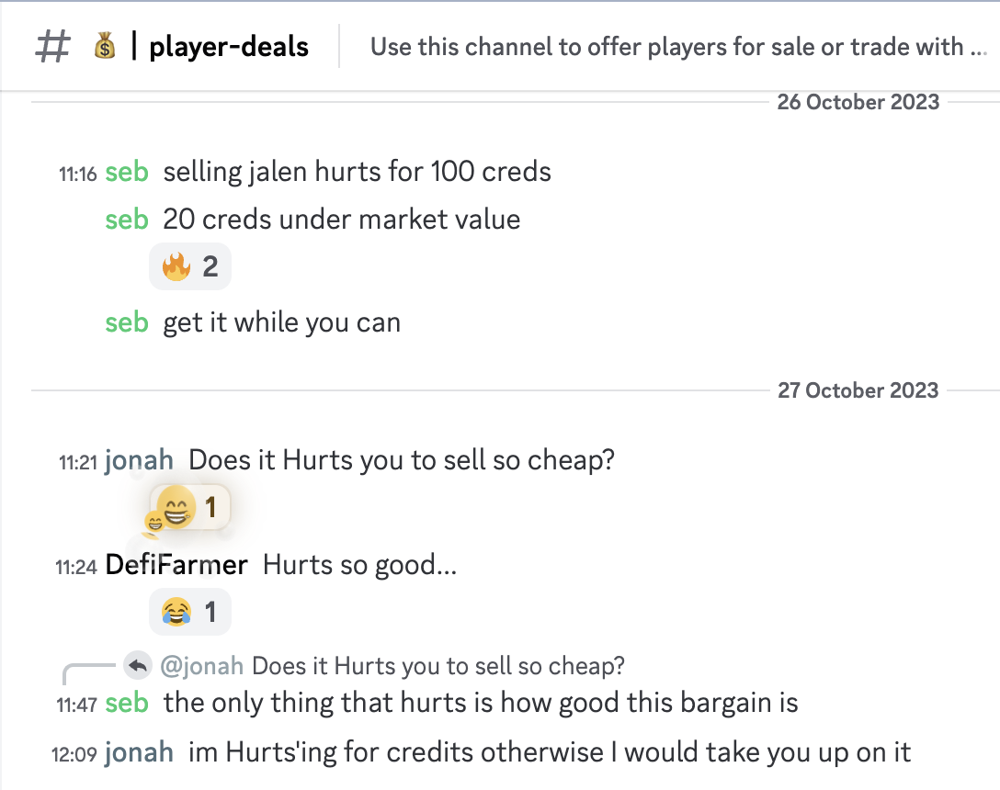 # 💰 | player-deals Use this channel to offer players for sale or trade with ...
26 October 2023
11:16 seb selling jalen hurts for 100 creds
seb 20 creds under market value
🔥 2
seb get it while you can
27 October 2023
11:21 jonah Does it Hurts you to sell so cheap?
😁 1
11:24 DefiFarmer Hurts so good...
😂 1
@jonah Does it Hurts you to sell so cheap?
11:47 seb the only thing that hurts is how good this bargain is
12:09 jonah im Hurts'ing for credits otherwise I would take you up on it